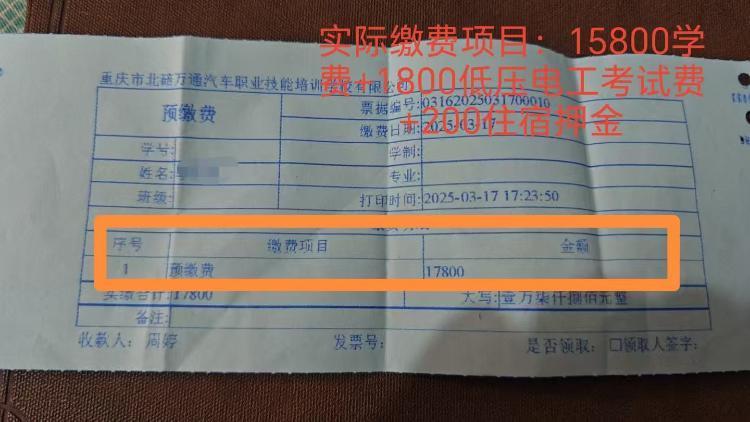 实际缴费项目：15800学
费+1800低压电工考试费
+200住宿押金
重庆市北碚万通汽车职业技能培训学校有限公司
预缴费
票据编号:03162025031700010
缴费日期:2025-03-17
学号:
学制:
姓名:
专业:
班级:
打印时间:2025-03-17 17:23:50
序号 缴费项目 金额
1 预缴费 17800
实缴合计:17800 大写:壹万柒仟捌佰元整
备注:
收款人: 周婷 发票号: 是否领取: 口领取人签字: